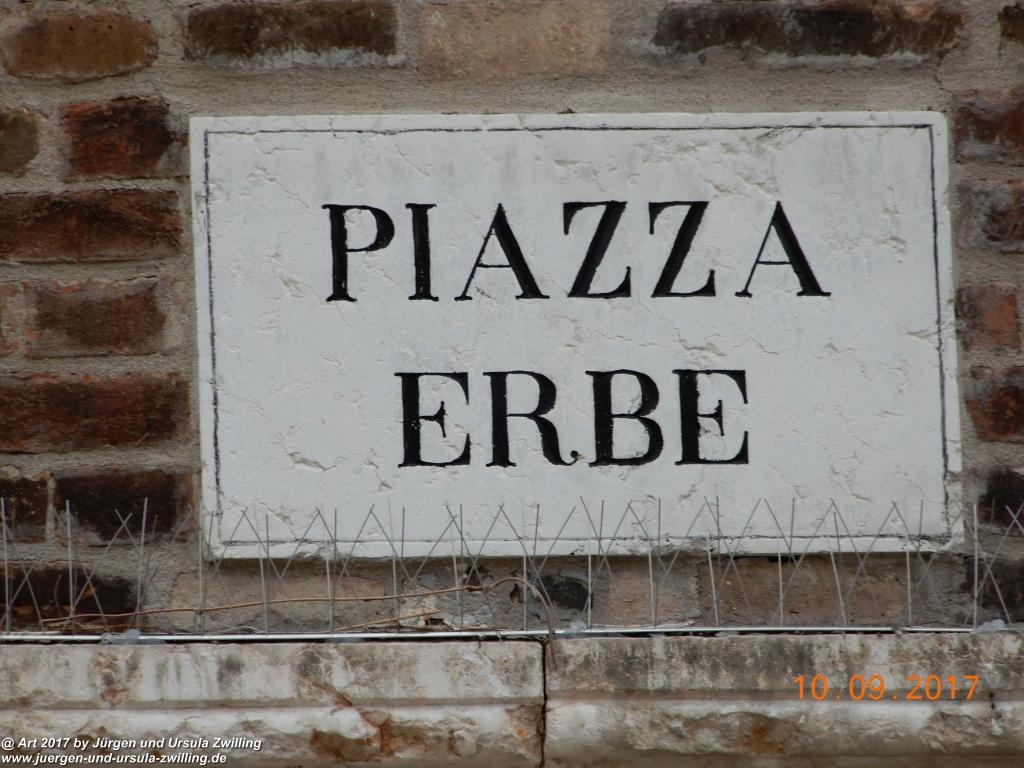 PIAZZA
ERBE
10.09.2017
@ Art 2017 by Jürgen und Ursula Zwilling
www.juergen-und-ursula-zwilling.de